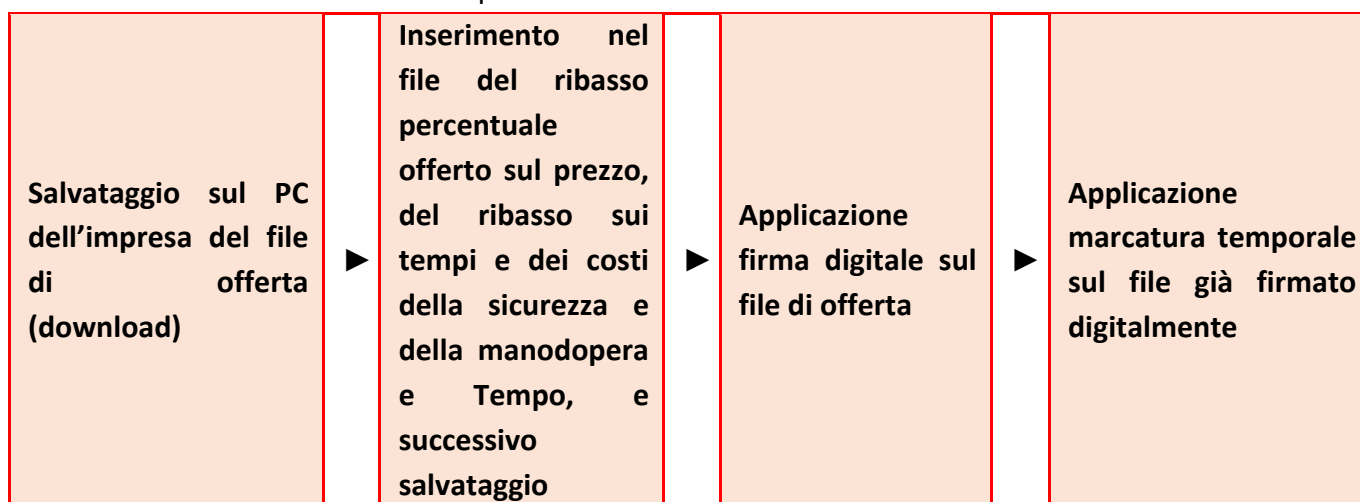 Salvataggio sul PC
dell’impresa del file
di offerta
(download)
►
Inserimento nel
file del ribasso
percentuale
offerto sul prezzo,
del ribasso sui
tempi e dei costi
della sicurezza e
della manodopera
e Tempo, e
successivo
salvataggio
►
Applicazione
firma digitale sul
file di offerta
►
Applicazione
marcatura temporale
sul file già firmato
digitalmente